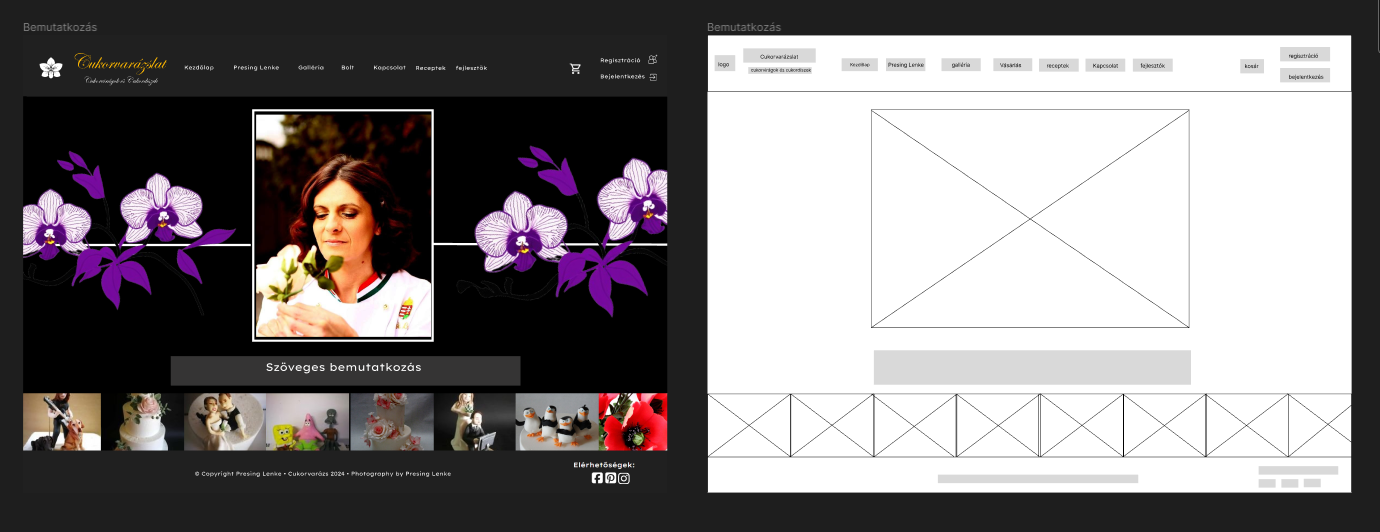 Bemutatkozás
Cukorvarázslat
Cukorvirágok és Cukordíszek
Kezdőlap
Presing Lenke
Galléria
Bolt
Kapcsolat
Receptek
fejlesztők
Regisztráció
Bejelentkezés
Szöveges bemutatkozás
© Copyright Presing Lenke • Cukorvarázs 2024 • Photography by Presing Lenke
Elérhetőségek:
Bemutatkozás
logo
Cukorvarázslat
cukorvirágok és cukordíszek
Kezdőlap
Presing Lenke
galléria
Vásárlás
receptek
Kapcsolat
fejlesztők
kosár
regisztráció
bejelentkezés